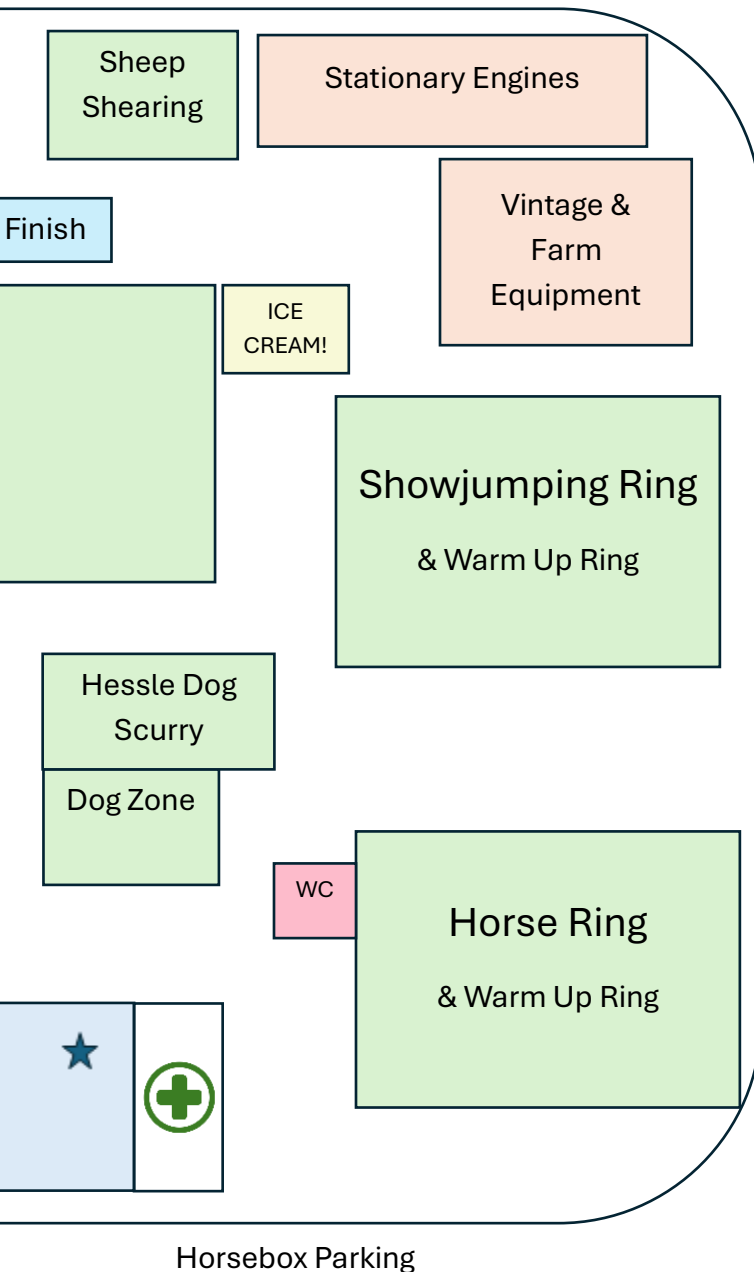 Sheep
Shearing
Stationary Engines
Vintage &
Farm
Equipment
Finish
ICE
CREAM!
Showjumping Ring
& Warm Up Ring
Hessle Dog
Scurry
Dog Zone
WC
Horse Ring
& Warm Up Ring
Horsebox Parking